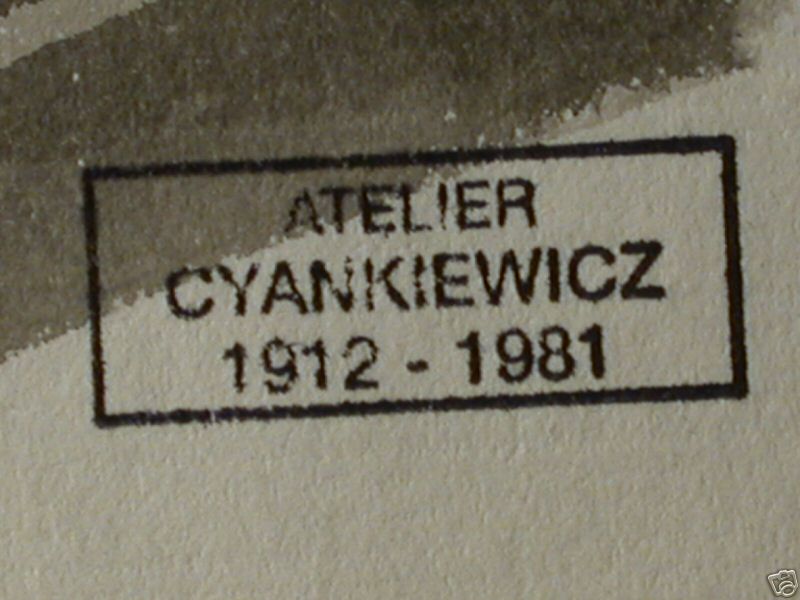 ATELIER
CYANKIEWICZ
1912 - 1981